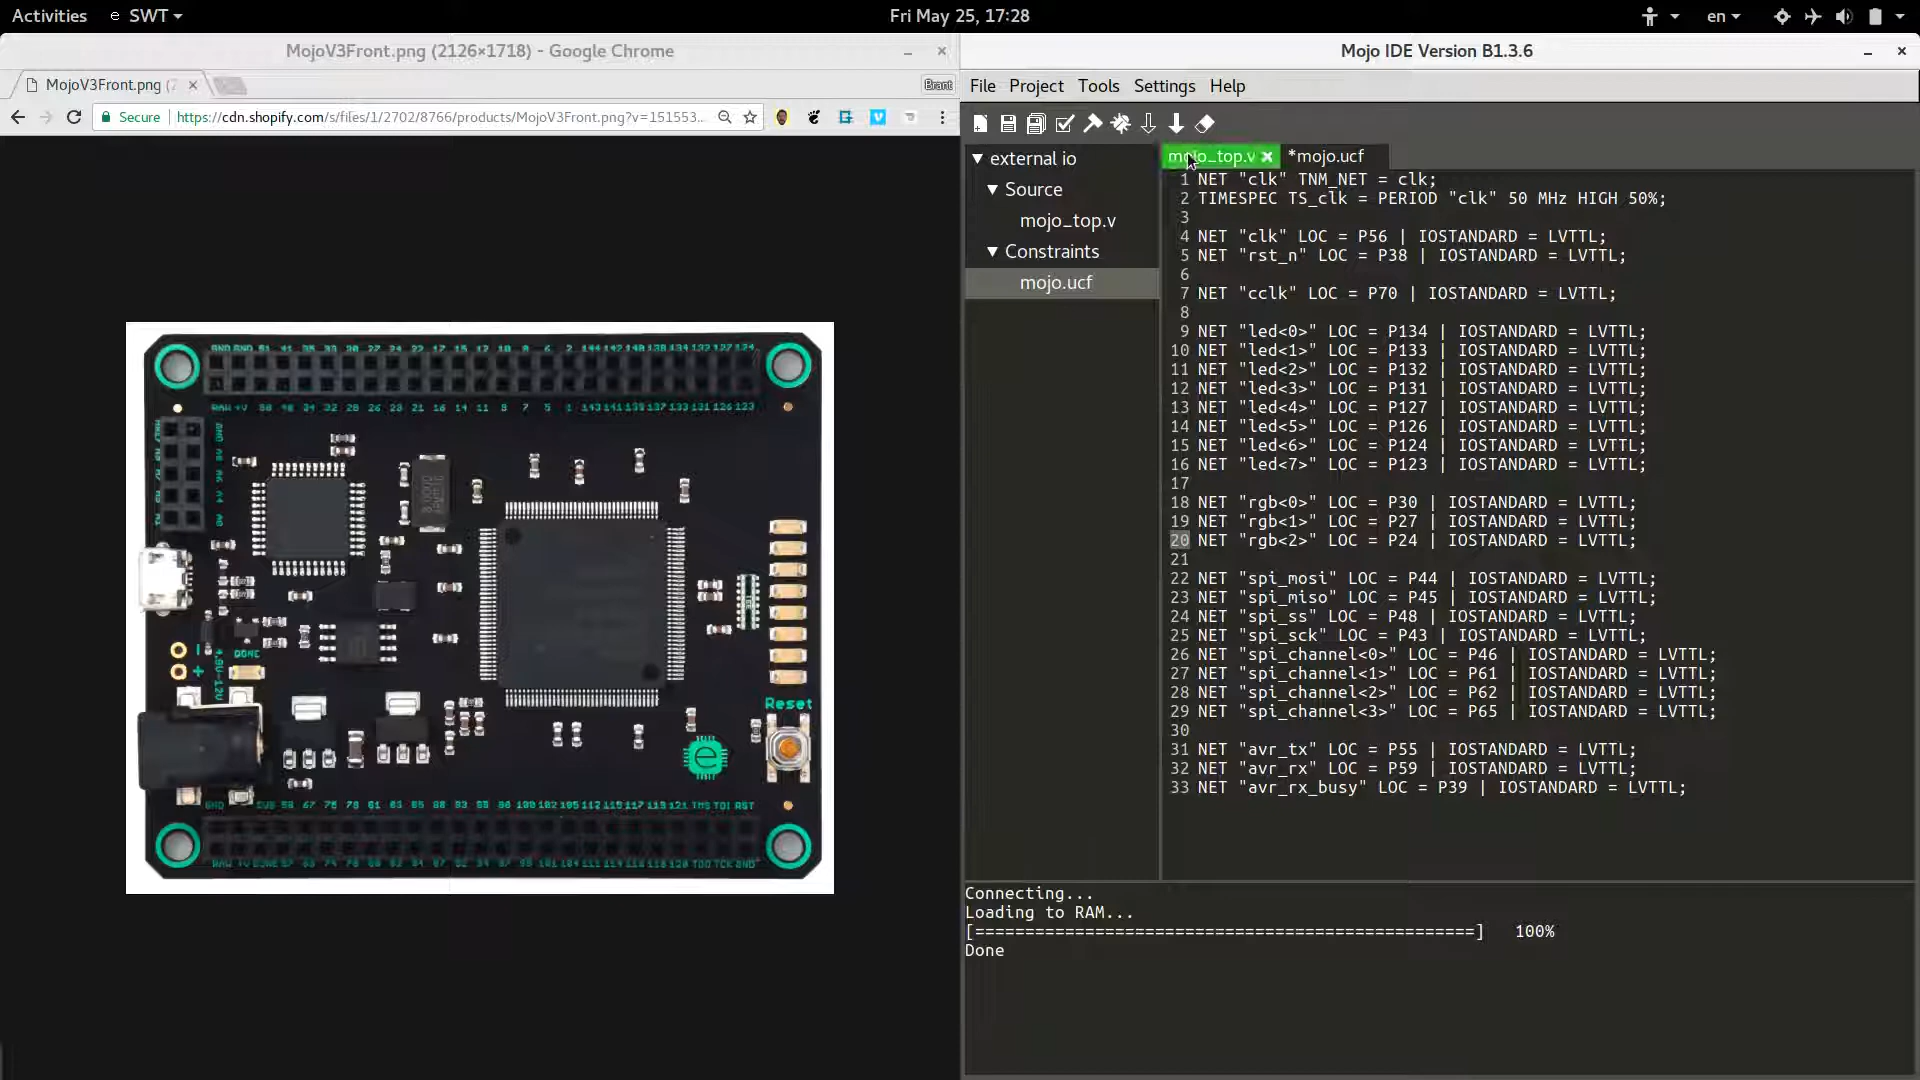 Activities
SWT
Fri May 25, 17:28
en
MojoV3Front.png (2126×1718) - Google Chrome
MojoV3Front.png (2
Brant
Secure
https://cdn.shopify.com/s/files/1/2702/8766/products/MojoV3Front.png?v=151553...
DONE
4.8V-12V
Reset
e
Mojo IDE Version B1.3.6
File Project Tools Settings Help
external io
Source
mojo_top.v
Constraints
mojo.ucf
mojo_top.v
*mojo.ucf
1 NET "clk" TNM_NET = clk;
2 TIMESPEC TS_clk = PERIOD "clk" 50 MHz HIGH 50%;
3
4 NET "clk" LOC = P56 | IOSTANDARD = LVTTL;
5 NET "rst_n" LOC = P38 | IOSTANDARD = LVTTL;
6
7 NET "cclk" LOC = P70 | IOSTANDARD = LVTTL;
8
9 NET "led<0>" LOC = P134 | IOSTANDARD = LVTTL;
10 NET "led<1>" LOC = P133 | IOSTANDARD = LVTTL;
11 NET "led<2>" LOC = P132 | IOSTANDARD = LVTTL;
12 NET "led<3>" LOC = P131 | IOSTANDARD = LVTTL;
13 NET "led<4>" LOC = P127 | IOSTANDARD = LVTTL;
14 NET "led<5>" LOC = P126 | IOSTANDARD = LVTTL;
15 NET "led<6>" LOC = P124 | IOSTANDARD = LVTTL;
16 NET "led<7>" LOC = P123 | IOSTANDARD = LVTTL;
17
18 NET "rgb<0>" LOC = P30 | IOSTANDARD = LVTTL;
19 NET "rgb<1>" LOC = P27 | IOSTANDARD = LVTTL;
20 NET "rgb<2>" LOC = P24 | IOSTANDARD = LVTTL;
21
22 NET "spi_mosi" LOC = P44 | IOSTANDARD = LVTTL;
23 NET "spi_miso" LOC = P45 | IOSTANDARD = LVTTL;
24 NET "spi_ss" LOC = P48 | IOSTANDARD = LVTTL;
25 NET "spi_sck" LOC = P43 | IOSTANDARD = LVTTL;
26 NET "spi_channel<0>" LOC = P46 | IOSTANDARD = LVTTL;
27 NET "spi_channel<1>" LOC = P61 | IOSTANDARD = LVTTL;
28 NET "spi_channel<2>" LOC = P62 | IOSTANDARD = LVTTL;
29 NET "spi_channel<3>" LOC = P65 | IOSTANDARD = LVTTL;
30
31 NET "avr_tx" LOC = P55 | IOSTANDARD = LVTTL;
32 NET "avr_rx" LOC = P59 | IOSTANDARD = LVTTL;
33 NET "avr_rx_busy" LOC = P39 | IOSTANDARD = LVTTL;
Connecting...
Loading to RAM...
[==================================================] 100%
Done